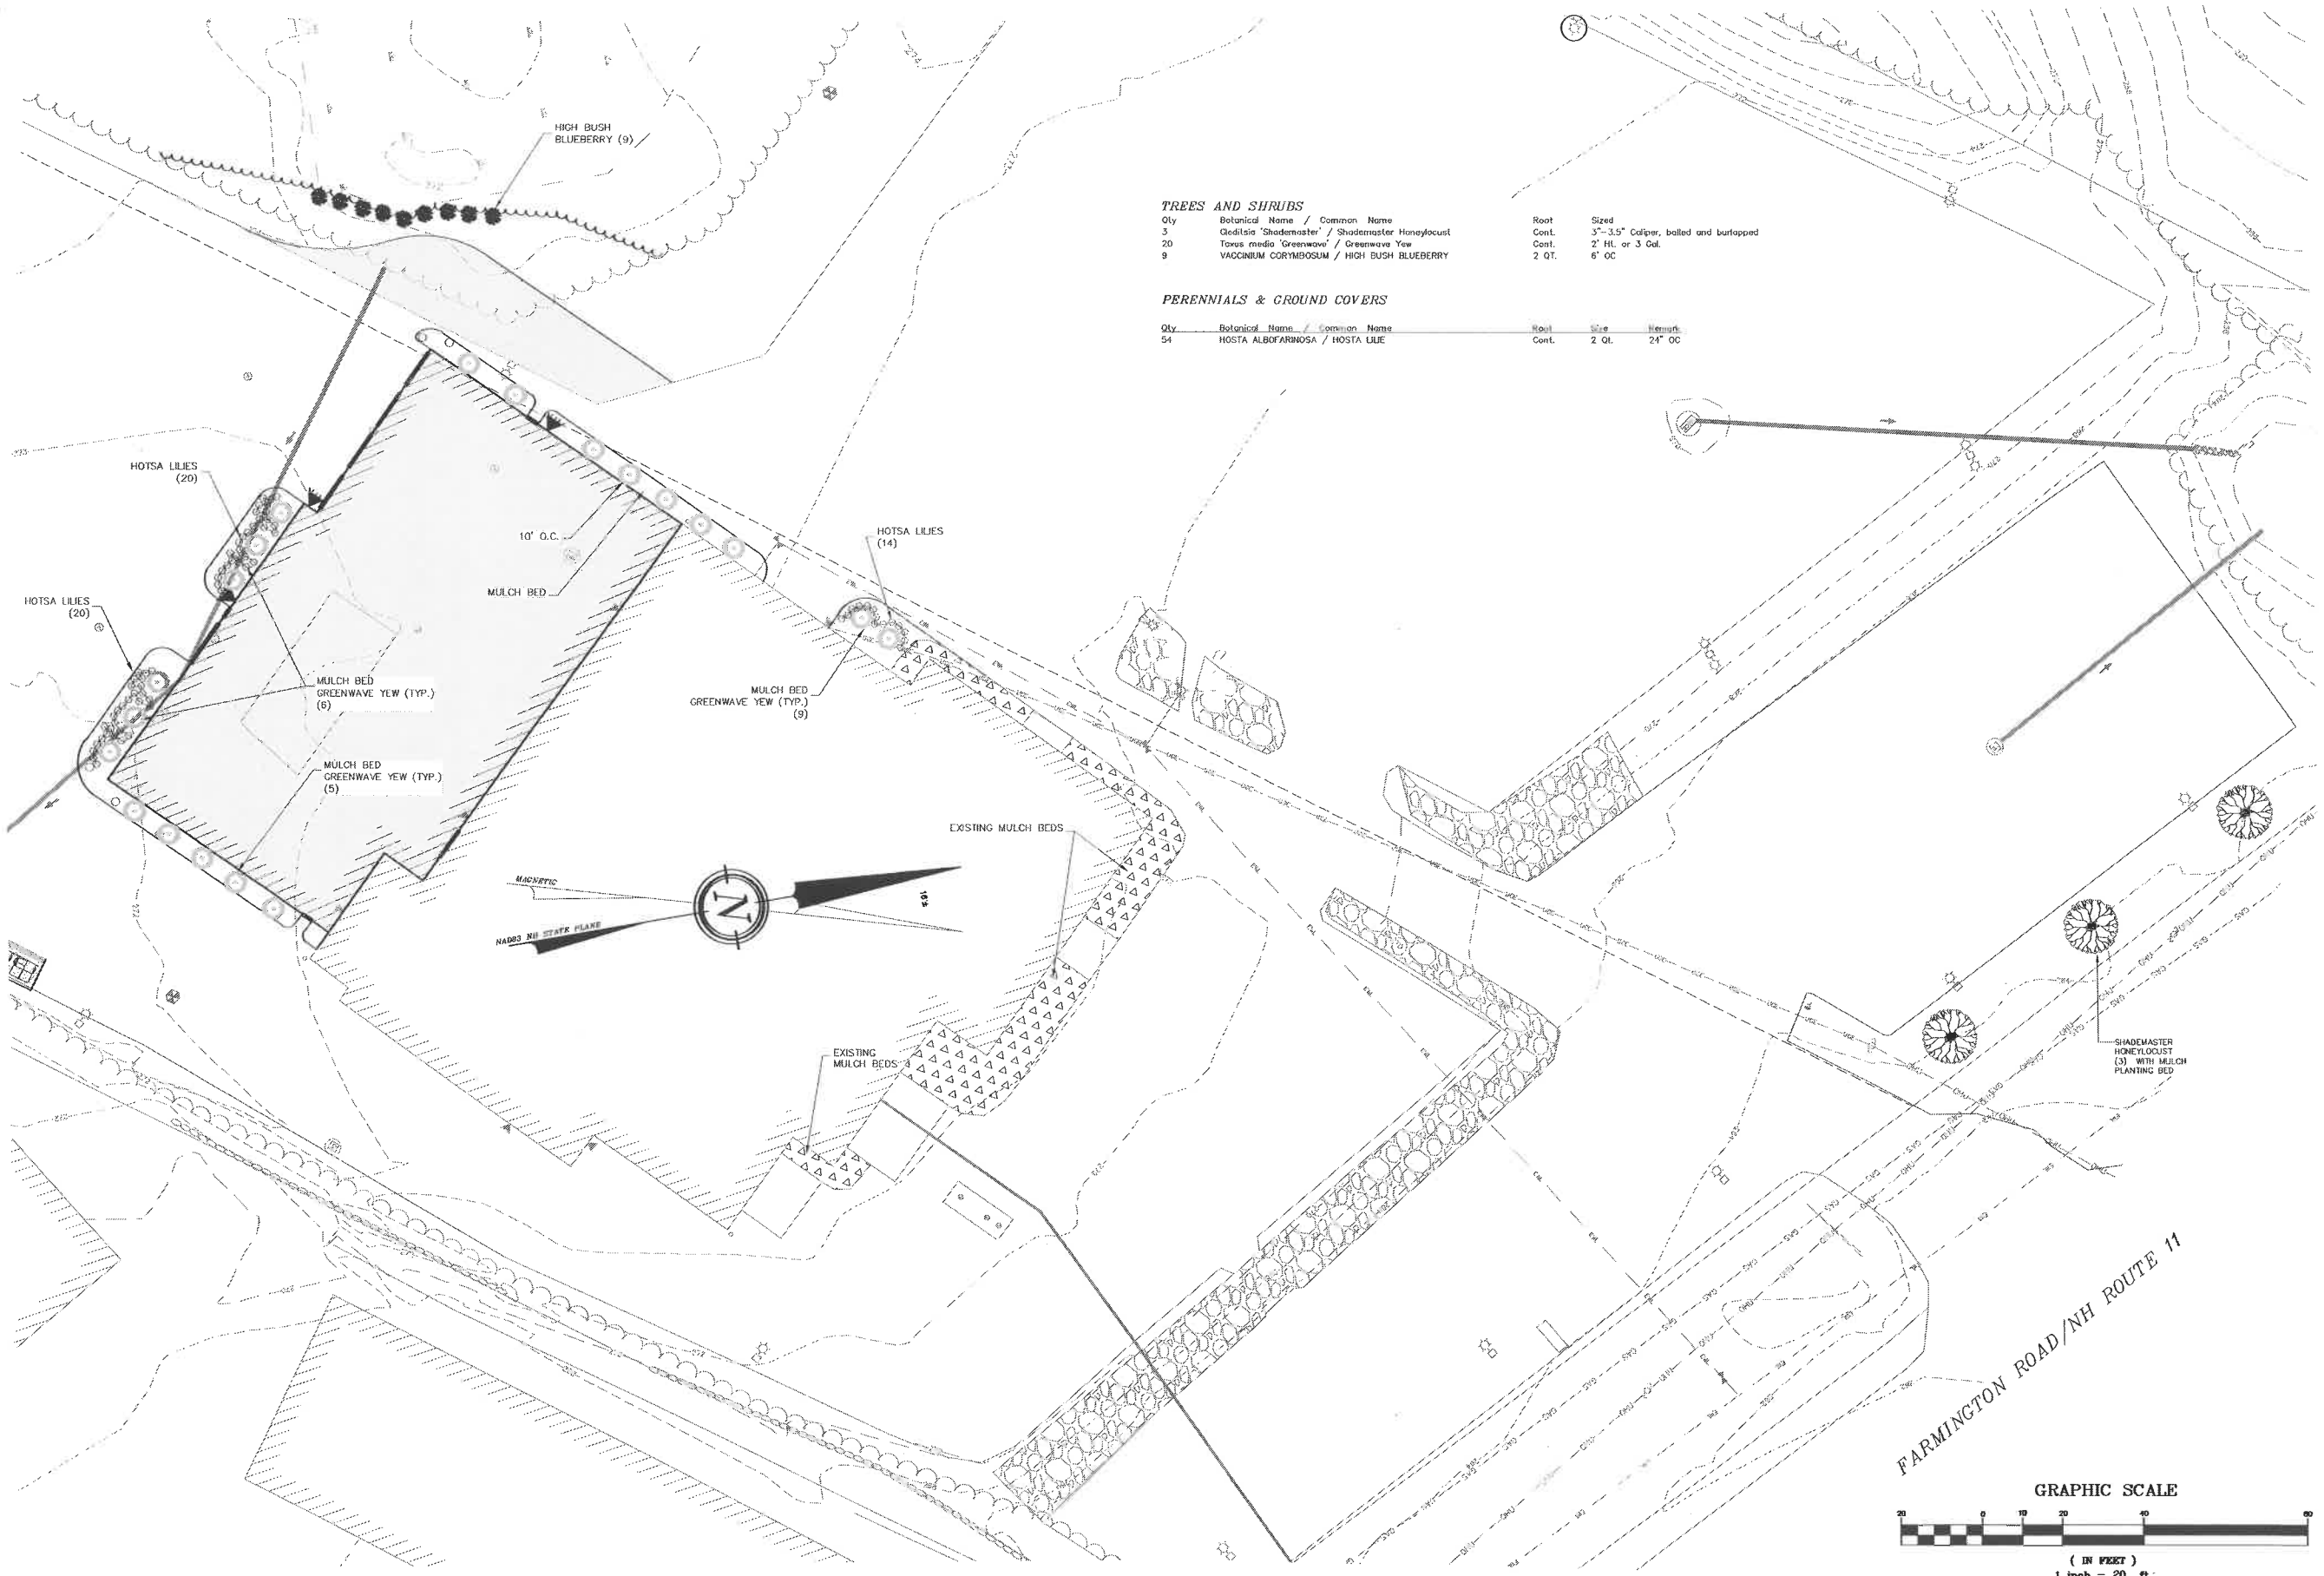 HIGH BUSH
BLUEBERRY (9)
TREES AND SHRUBS
Qty Botanical Name / Common Name Root Sized
3 Gleditsia 'Shademaster' / Shademaster Honeylocust Cont. 3"-3.5" Caliper, balled and burlapped
20 Taxus media 'Greenwave' / Greenwave Yew Cont. 2' Ht. or 3 Gal.
9 VACCINIUM CORYMBOSUM / HIGH BUSH BLUEBERRY 2 QT. 6' OC
PERENNIALS & GROUND COVERS
Qty Botanical Name / Common Name Root Size Remark
54 HOSTA ALBOFARINOSA / HOSTA LILIE Cont. 2 Qt. 24" OC
HOTSA LILIES
(20)
10' O.C.
MULCH BED
HOTSA LILIES
(14)
HOTSA LILIES
(20)
MULCH BED
GREENWAVE YEW (TYP.)
(6)
MULCH BED
GREENWAVE YEW (TYP.)
(9)
MULCH BED
GREENWAVE YEW (TYP.)
(5)
EXISTING MULCH BEDS
MAGNETIC
N
NAD83 NH STATE PLANE
EXISTING
MULCH BEDS
SHADEMASTER
HONEYLOCUST
(3) WITH MULCH
PLANTING BED
FARMINGTON ROAD/NH ROUTE 11
GRAPHIC SCALE
20 0 10 20 40 80
( IN FEET )
1 inch = 20 ft.